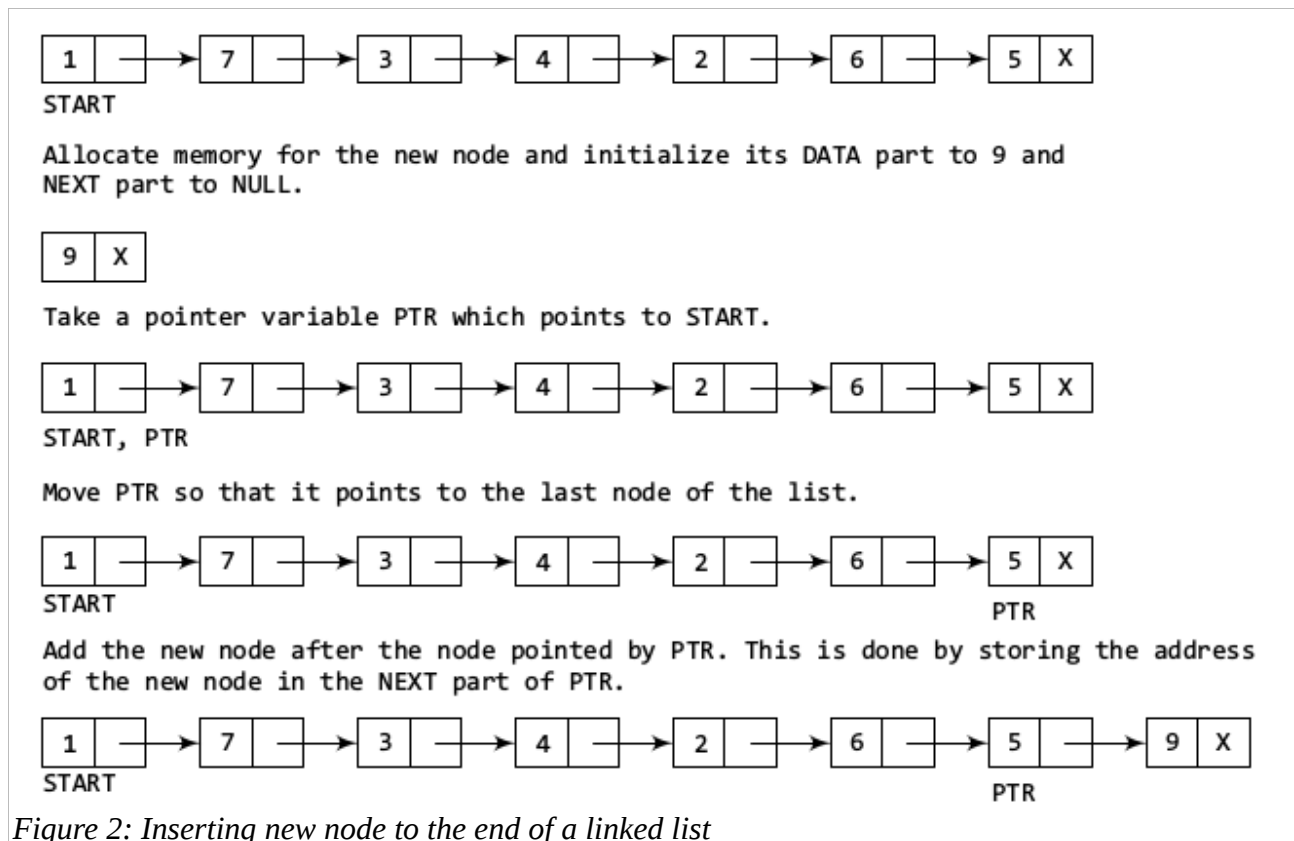 1 7 3 4 2 6 5 X
START
Allocate memory for the new node and initialize its DATA part to 9 and
NEXT part to NULL.
9 X
Take a pointer variable PTR which points to START.
1 7 3 4 2 6 5 X
START, PTR
Move PTR so that it points to the last node of the list.
1 7 3 4 2 6 5 X
START PTR
Add the new node after the node pointed by PTR. This is done by storing the address
of the new node in the NEXT part of PTR.
1 7 3 4 2 6 5 9 X
START PTR
Figure 2: Inserting new node to the end of a linked list